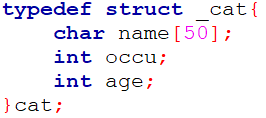 typedef struct _cat{
    char name[50];
    int occu;
    int age;
}cat;